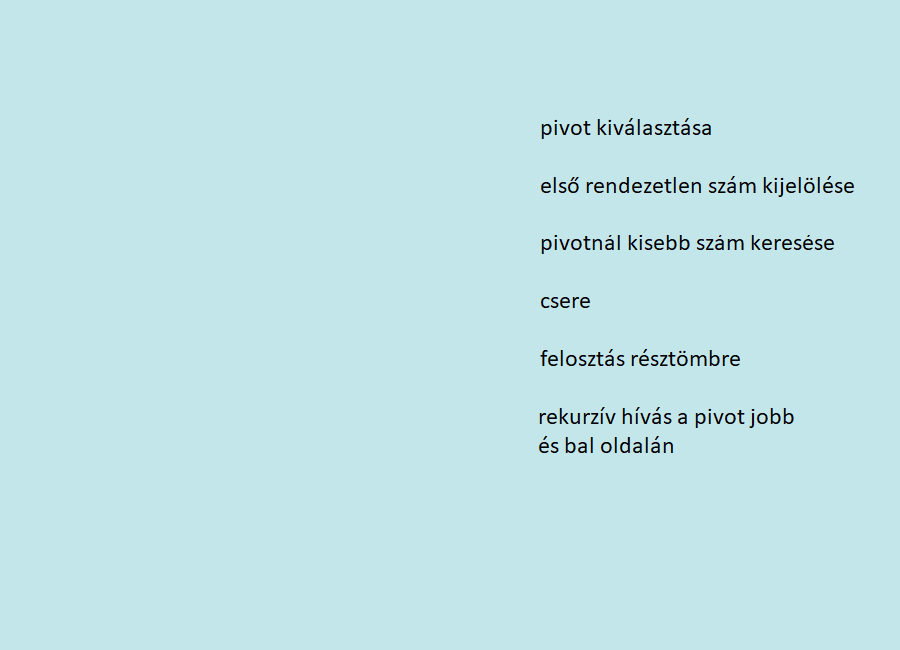 pivot kiválasztása
első rendezetlen szám kijelölése
pivotnál kisebb szám keresése
csere
felosztás résztömbre
rekurzív hívás a pivot jobb
és bal oldalán